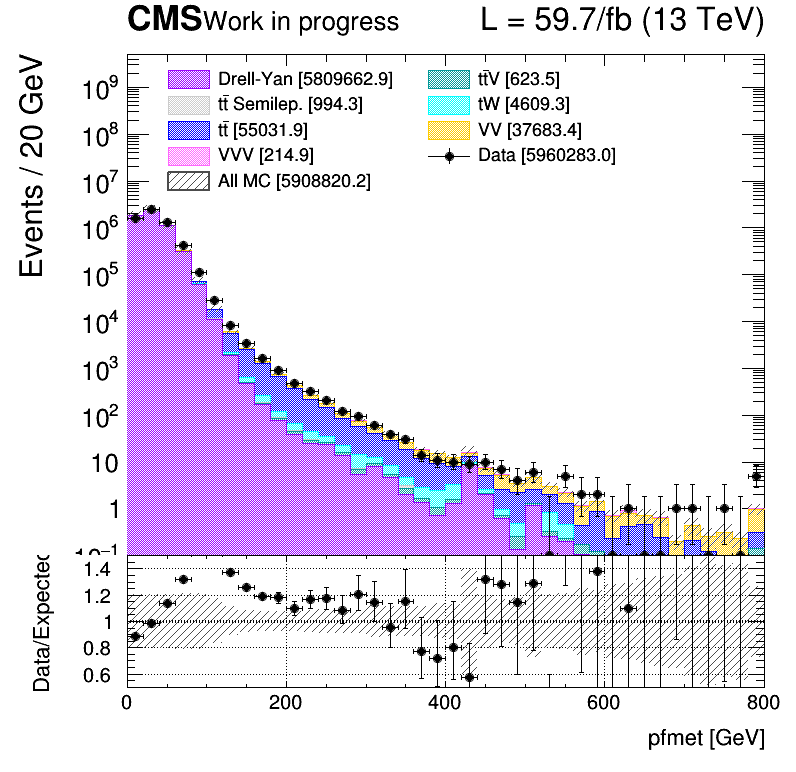 CMS Work in progress L = 59.7/fb (13 TeV)
Events / 20 GeV
Drell-Yan [5809662.9]
tt̄ Semilep. [994.3]
tt̄ [55031.9]
VVV [214.9]
All MC [5908820.2]
tt̄V [623.5]
tW [4609.3]
VV [37683.4]
Data [5960283.0]
10⁹
10⁸
10⁷
10⁶
10⁵
10⁴
10³
10²
10
1
10⁻¹
Data/Expected
1.4
1.2
1
0.8
0.6
0 200 400 600 800
pfmet [GeV]